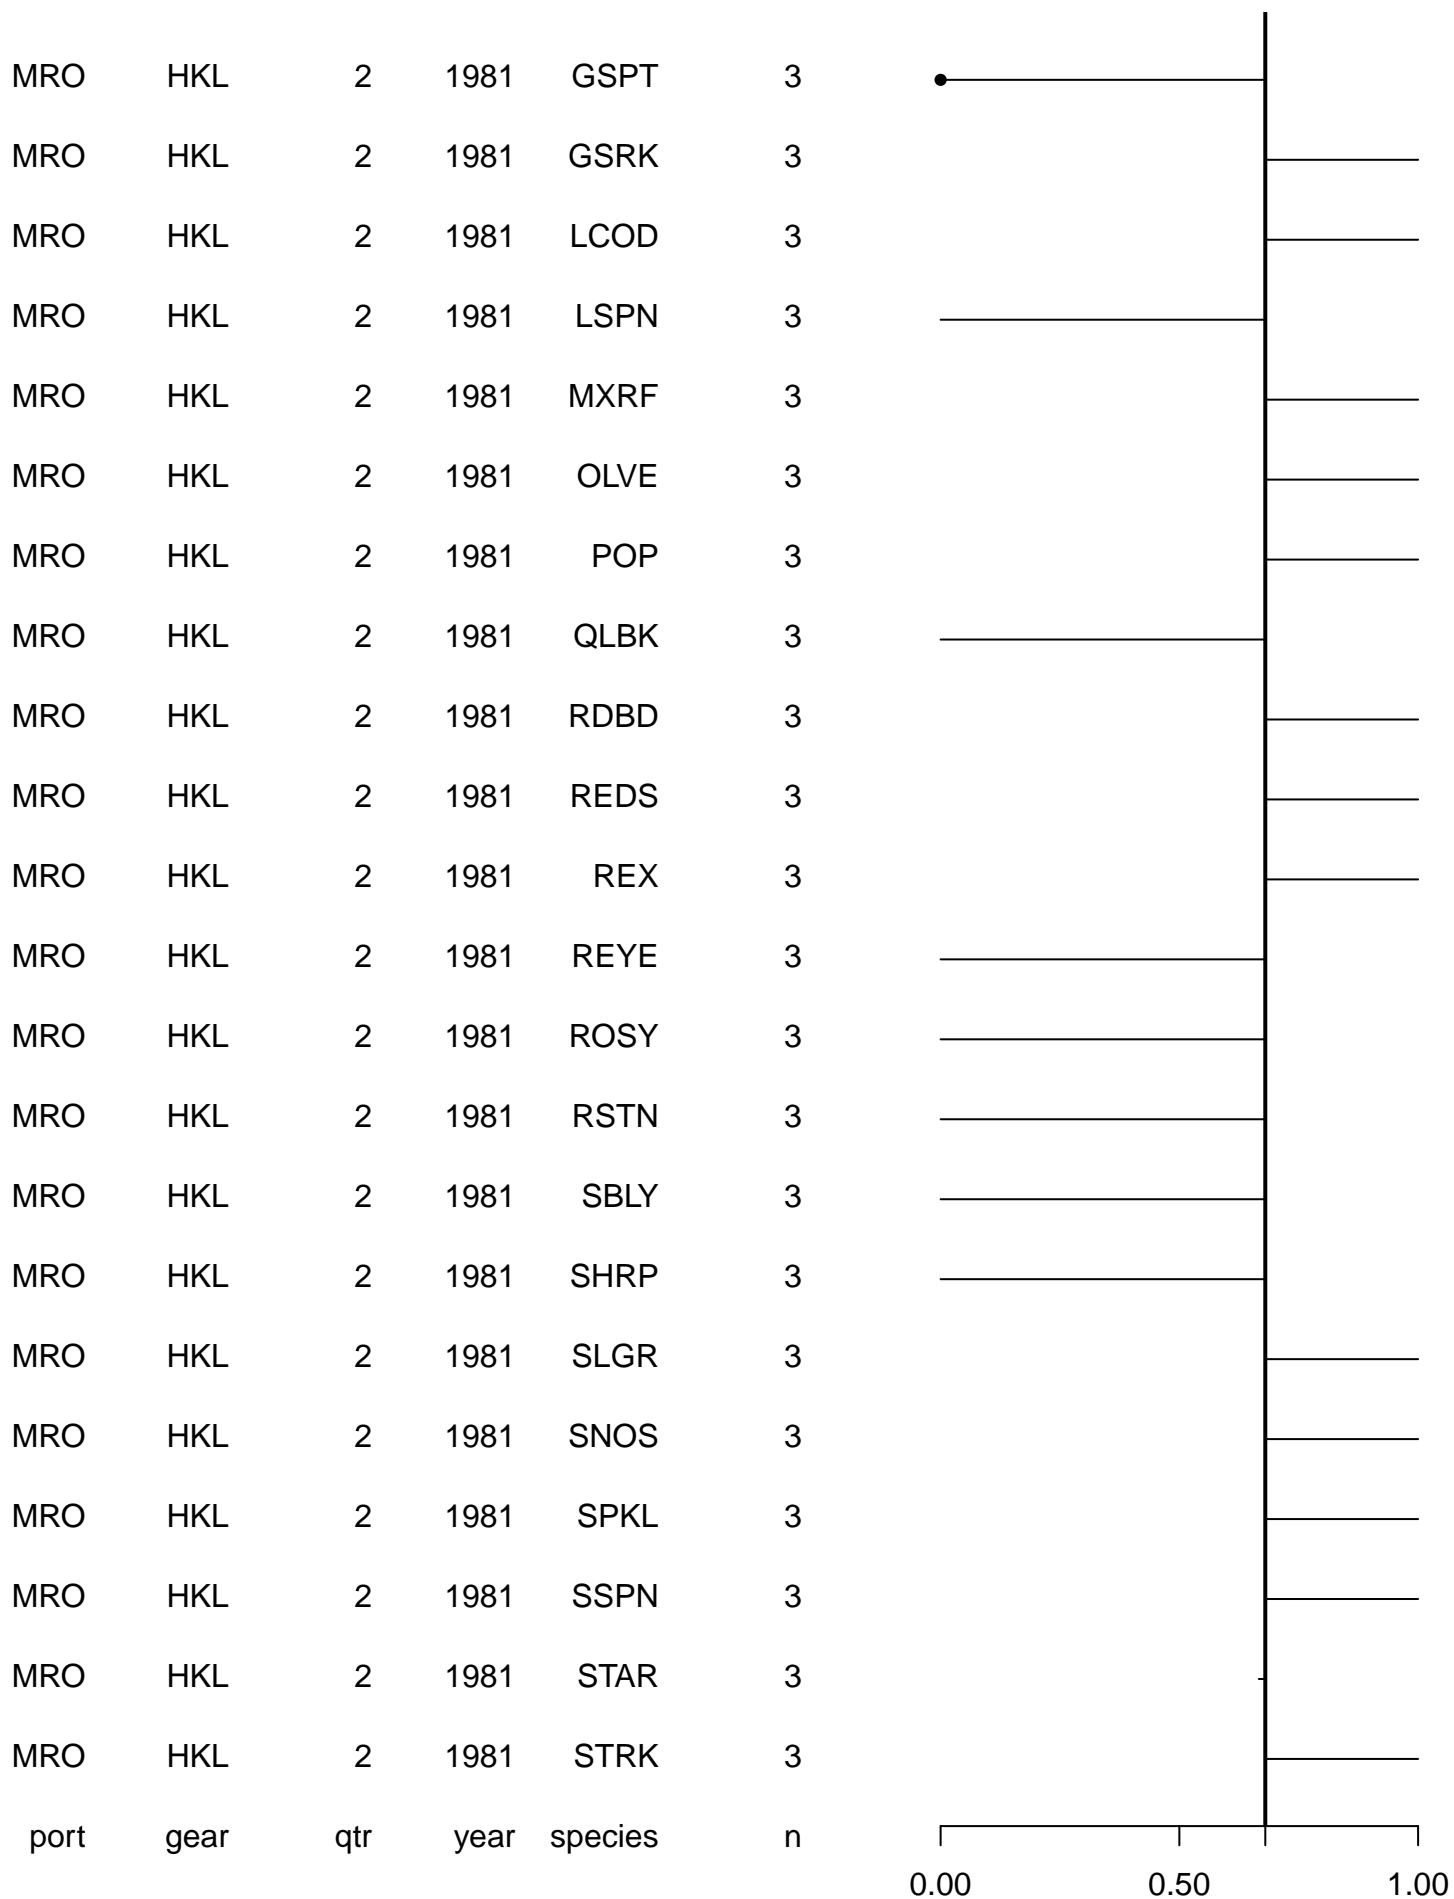 MRO HKL 2 1981 GSPT 3
MRO HKL 2 1981 GSRK 3
MRO HKL 2 1981 LCOD 3
MRO HKL 2 1981 LSPN 3
MRO HKL 2 1981 MXRF 3
MRO HKL 2 1981 OLVE 3
MRO HKL 2 1981 POP 3
MRO HKL 2 1981 QLBK 3
MRO HKL 2 1981 RDBD 3
MRO HKL 2 1981 REDS 3
MRO HKL 2 1981 REX 3
MRO HKL 2 1981 REYE 3
MRO HKL 2 1981 ROSY 3
MRO HKL 2 1981 RSTN 3
MRO HKL 2 1981 SBLY 3
MRO HKL 2 1981 SHRP 3
MRO HKL 2 1981 SLGR 3
MRO HKL 2 1981 SNOS 3
MRO HKL 2 1981 SPKL 3
MRO HKL 2 1981 SSPN 3
MRO HKL 2 1981 STAR 3
MRO HKL 2 1981 STRK 3
port gear qtr year species n
0.00 0.50 1.00